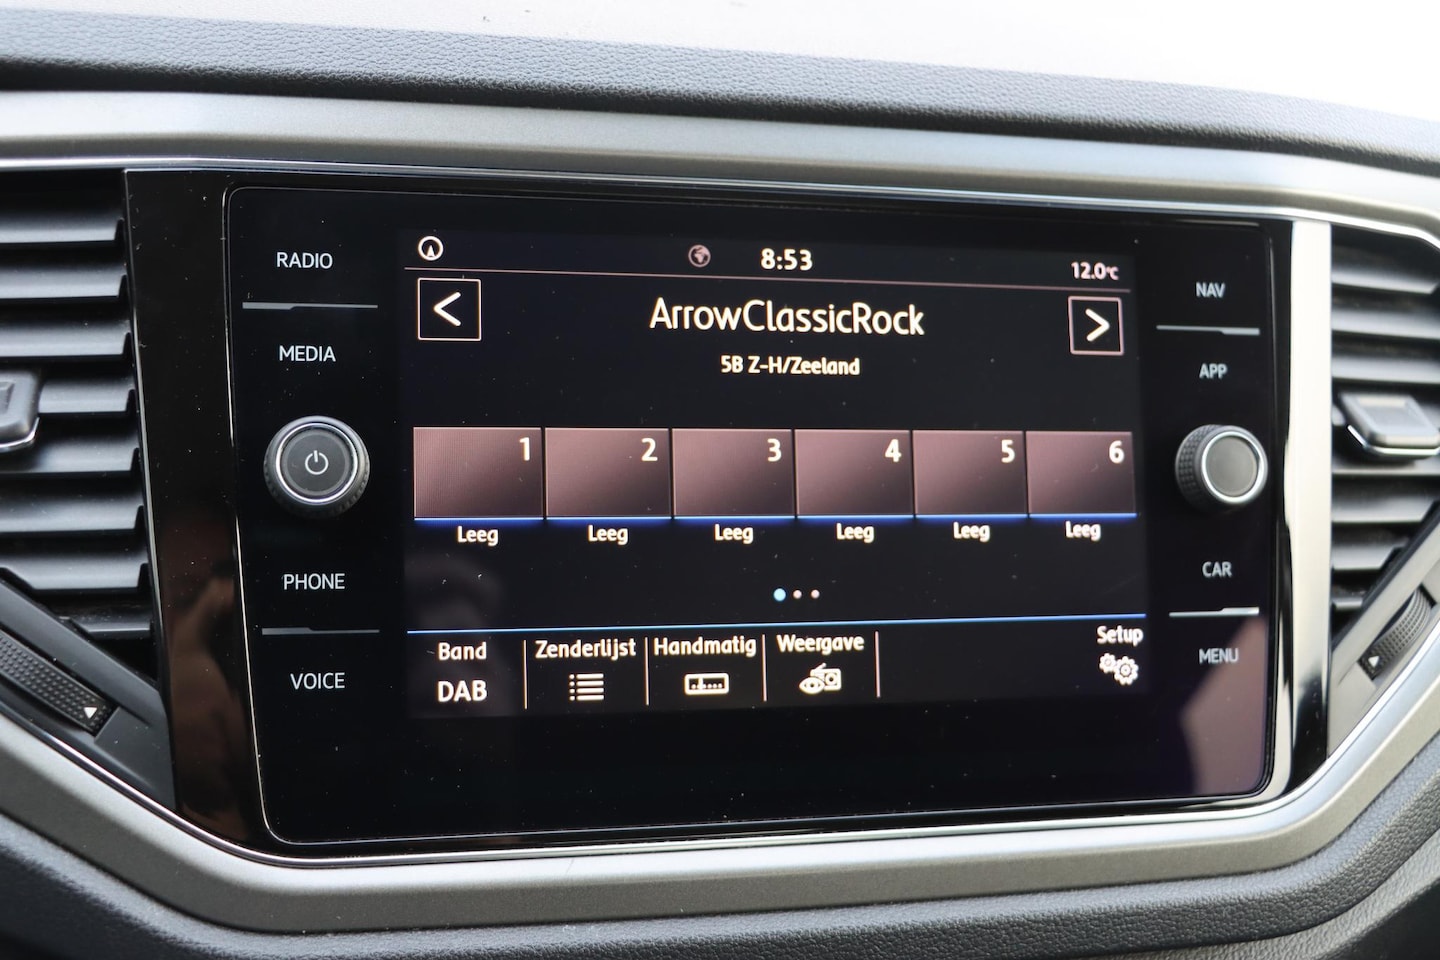 RADIO
MEDIA
PHONE
VOICE
8:53
12.0°C
<
ArrowClassicRock
>
5B Z-H/Zeeland
1 2 3 4 5 6
Leeg Leeg Leeg Leeg Leeg Leeg
Band Zenderlijst Handmatig Weergave Setup
DAB
NAV
APP
CAR
MENU